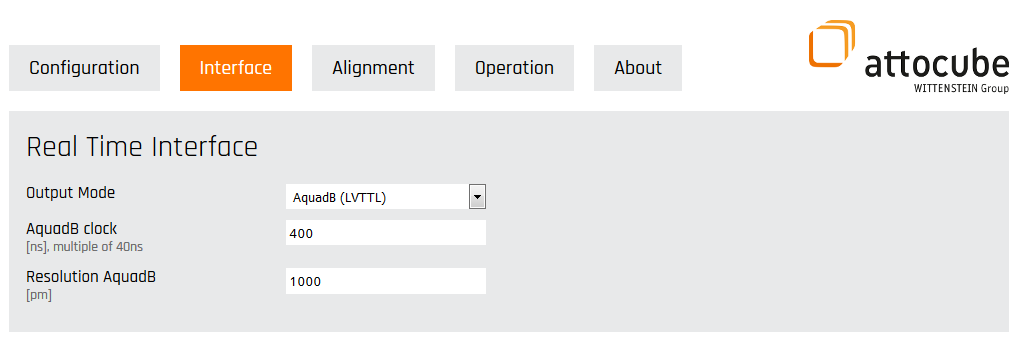 Configuration
Interface
Alignment
Operation
About
attocube
WITTENSTEIN Group
Real Time Interface
Output Mode
AquadB (LVTTL)
AquadB clock
400
[ns], multiple of 40ns
Resolution AquadB
1000
[pm]